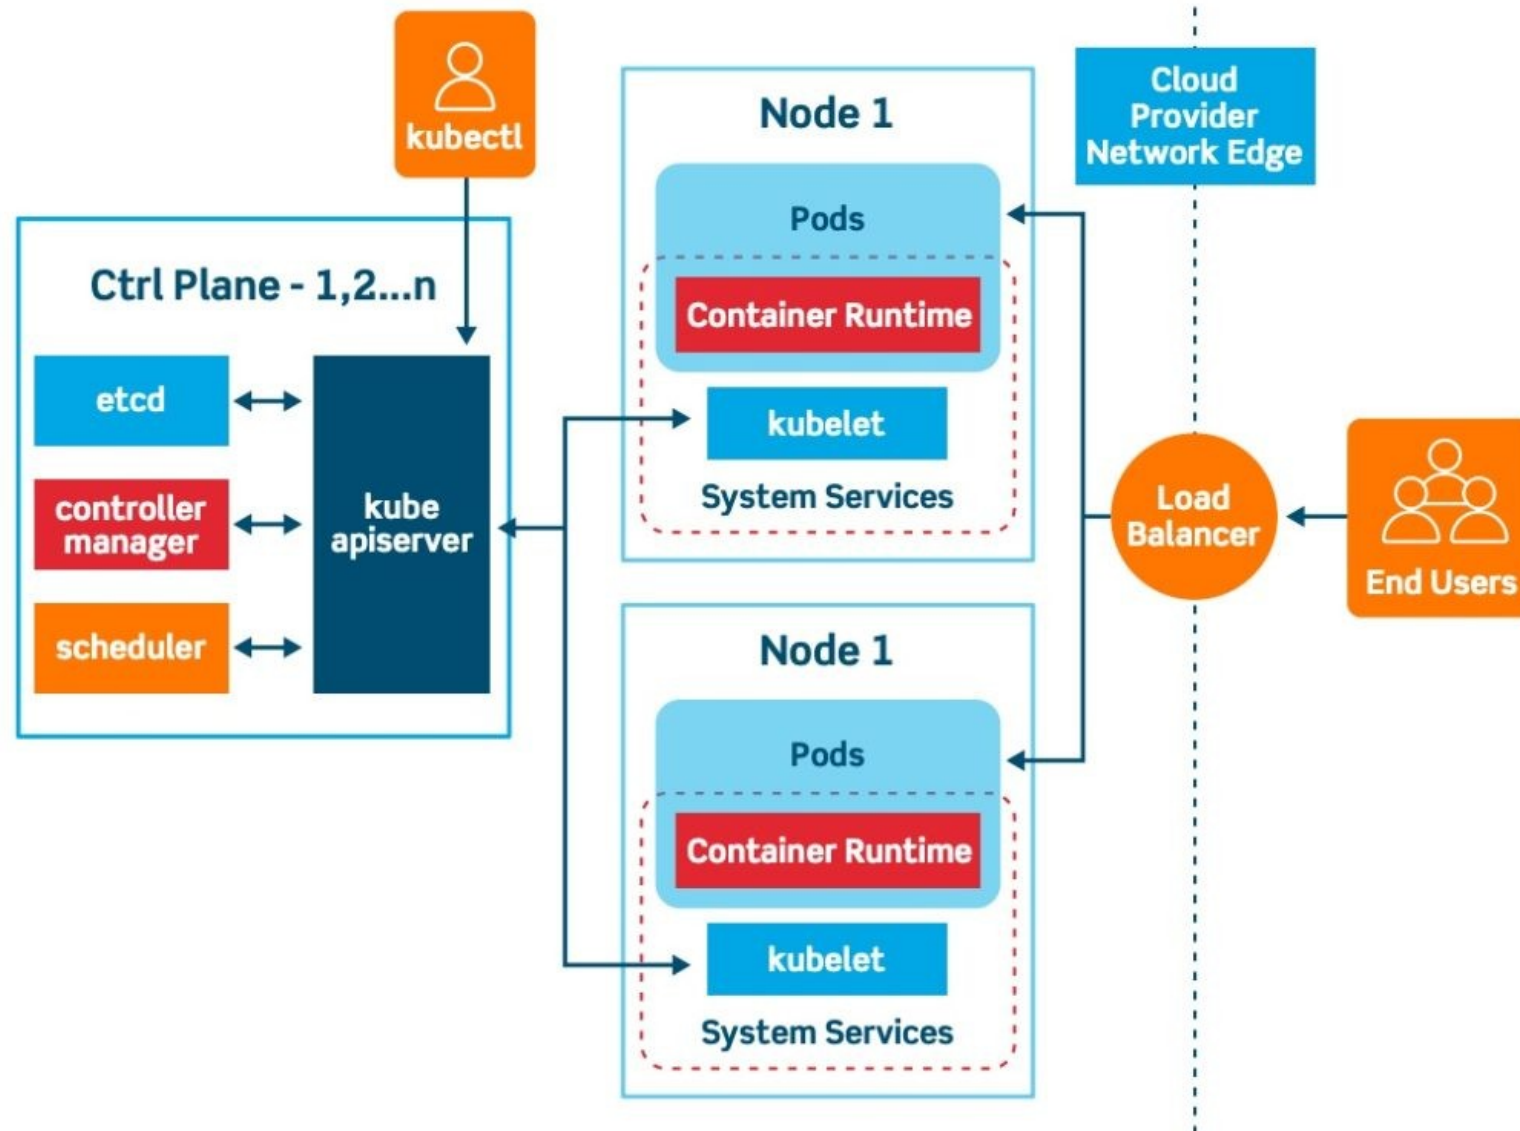 kubectl
Ctrl Plane - 1,2...n
etcd
controller
manager
scheduler
kube
apiserver
Node 1
Pods
Container Runtime
kubelet
System Services
Node 1
Pods
Container Runtime
kubelet
System Services
Cloud
Provider
Network Edge
Load
Balancer
End Users